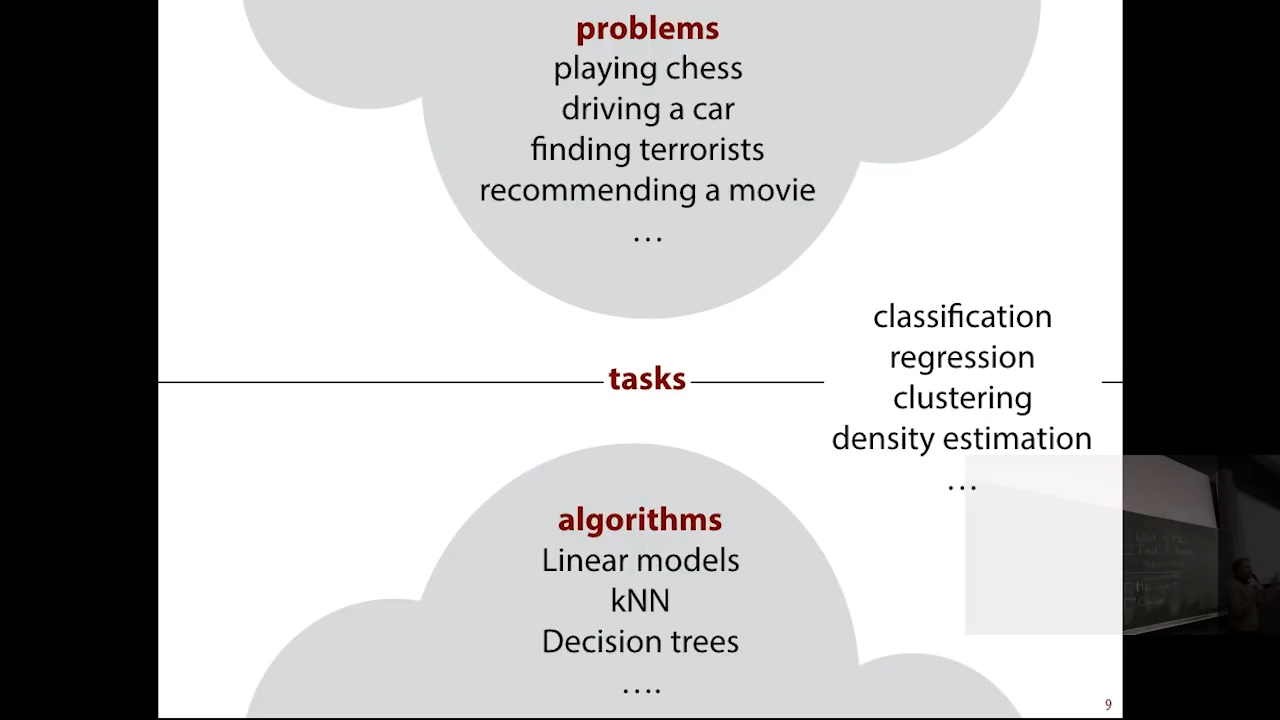 problems
playing chess
driving a car
finding terrorists
recommending a movie
…
classification
regression
clustering
density estimation
…
tasks
algorithms
Linear models
kNN
Decision trees
….
9